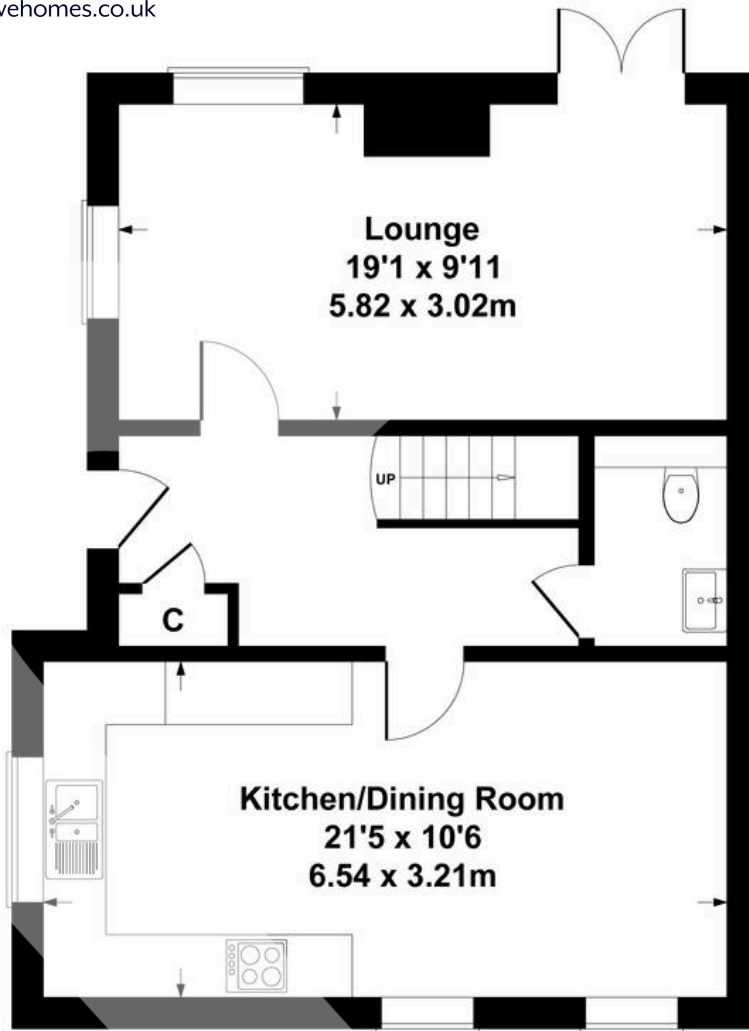 vehomes.co.uk
Lounge
19'1 x 9'11
5.82 x 3.02m
UP
C
Kitchen/Dining Room
21'5 x 10'6
6.54 x 3.21m